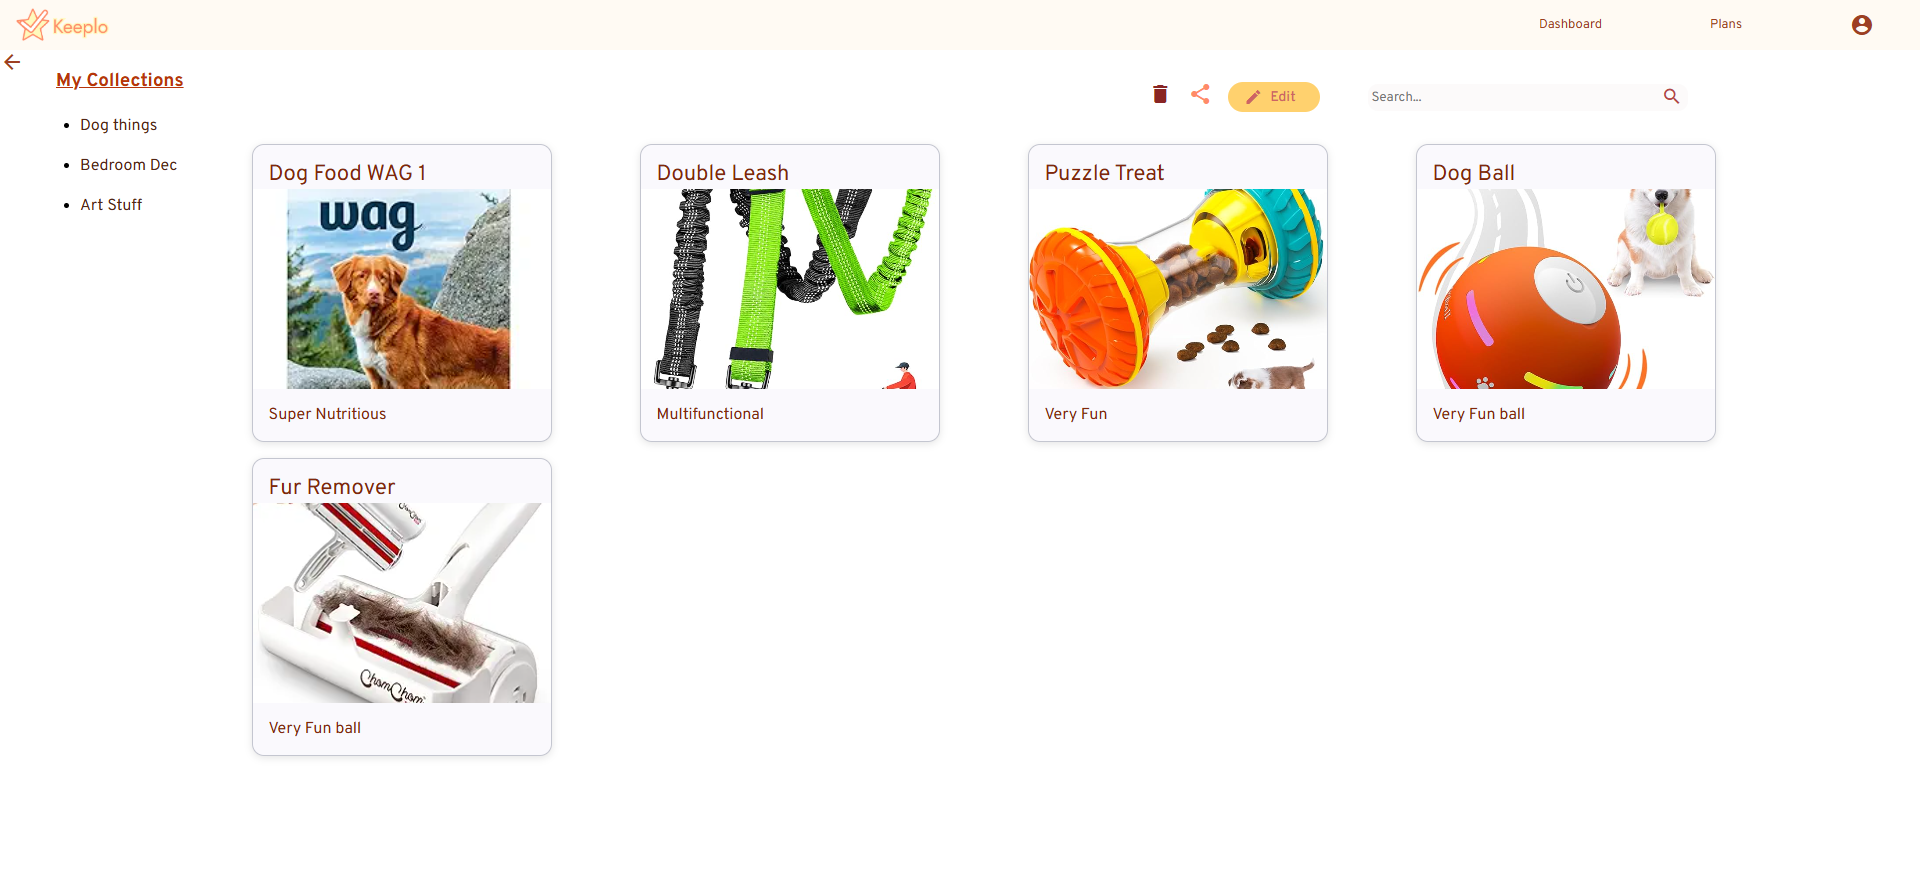 Keeplo
Dashboard
Plans
My Collections
Dog things
Bedroom Dec
Art Stuff
Edit
Search...
Dog Food WAG 1
wag
Super Nutritious
Double Leash
Multifunctional
Puzzle Treat
Very Fun
Dog Ball
Very Fun ball
Fur Remover
ChomChom
Very Fun ball